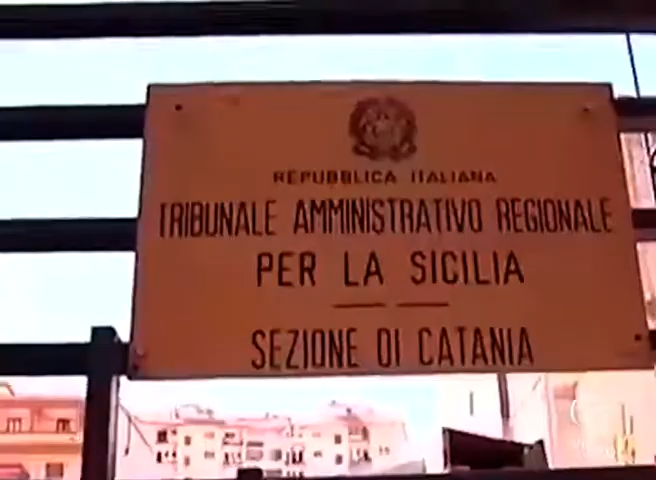 REPUBBLICA ITALIANA
TRIBUNALE AMMINISTRATIVO REGIONALE
PER LA SICILIA
SEZIONE DI CATANIA